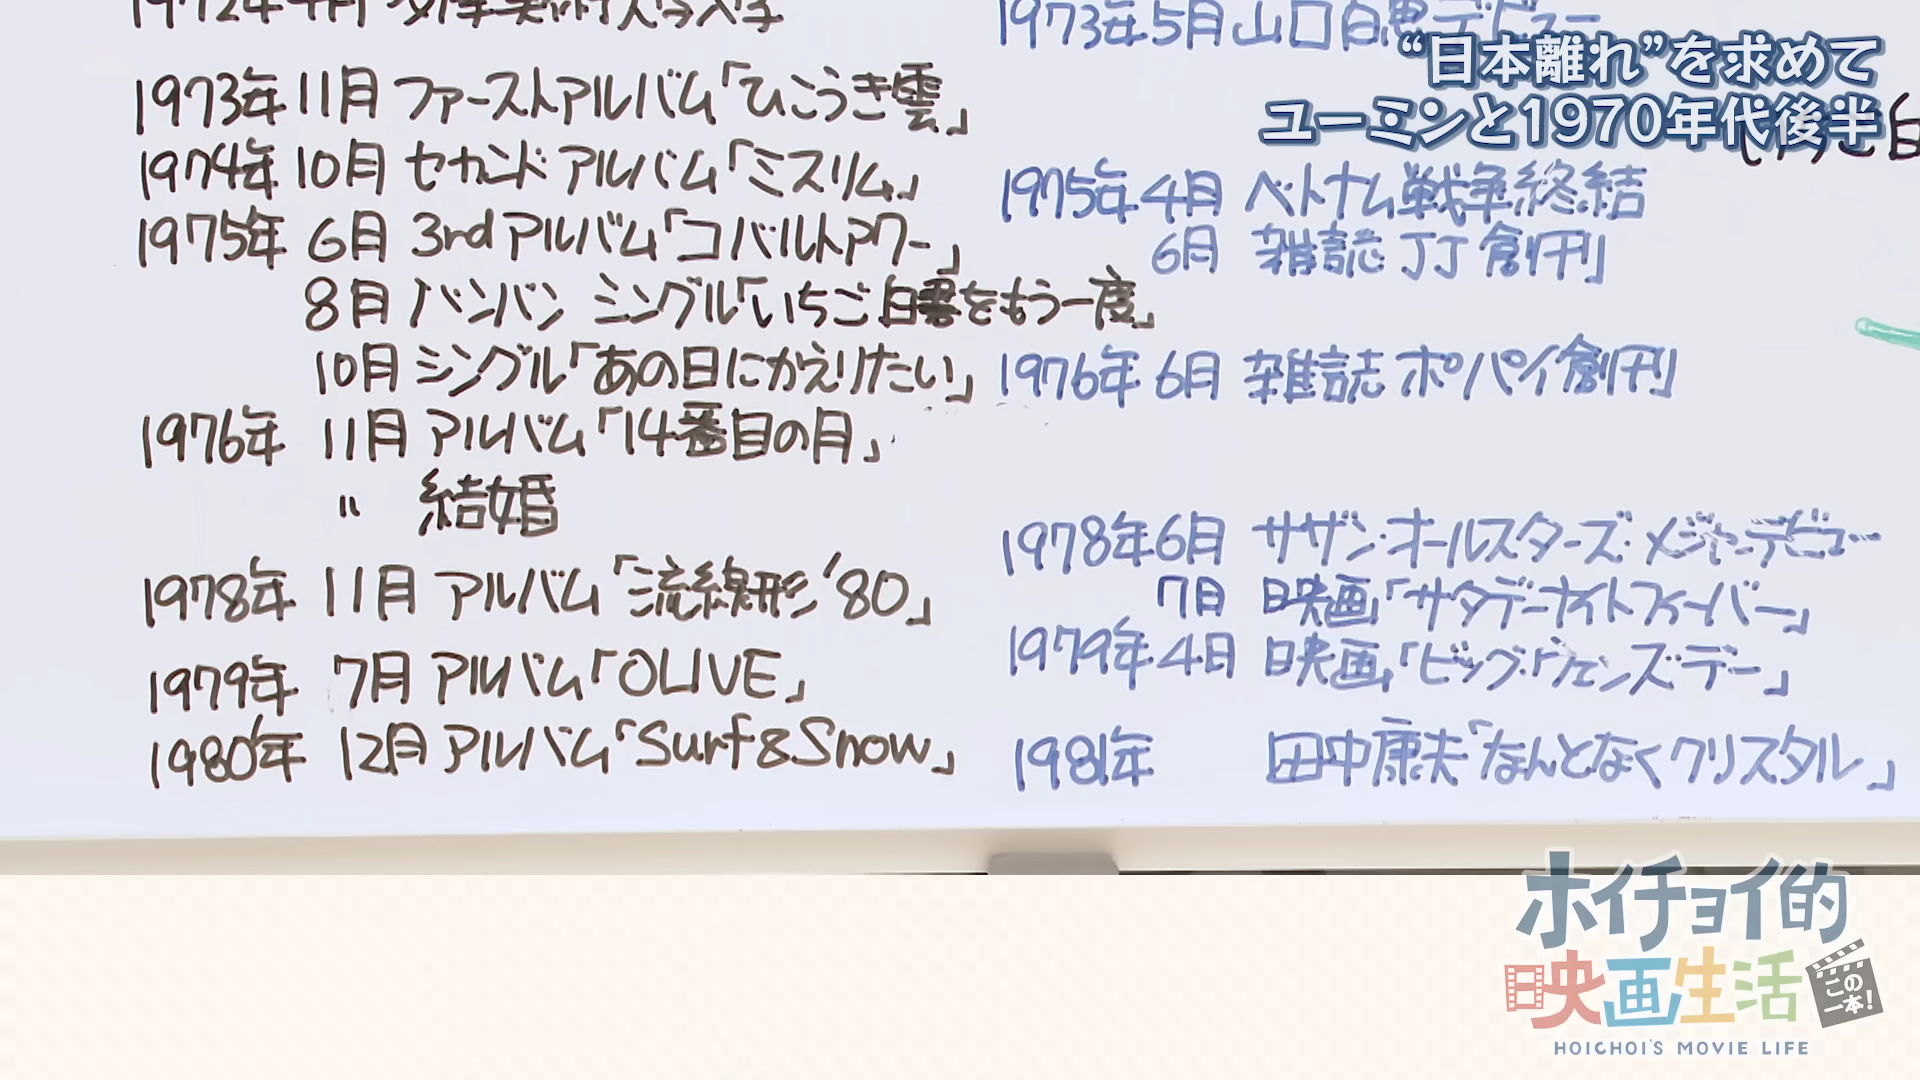 1972年4月 多摩美術大学入学
1973年11月 ファーストアルバム「ひこうき雲」
1974年10月 セカンドアルバム「ミスリム」
1975年 6月 3rdアルバム「コバルトアワー」
8月 バンバン シングル「いちご白書をもう一度」
10月 シングル「あの日にかえりたい」
1976年 11月 アルバム「14番目の月」
〃 結婚
1978年 11月 アルバム「流線形'80」
1979年 7月 アルバム「OLIVE」
1980年 12月 アルバム「Surf&Snow」
1973年5月 山口百恵デビュー
1975年4月 ベトナム戦争終結
6月 雑誌JJ創刊
1976年6月 雑誌ポパイ創刊
1978年6月 サザン・オールスターズ・メジャーデビュー
7月 映画「サタデーナイトフィーバー」
1979年4月 映画「ビッグ・ウェンズ・デー」
1981年 田中康夫「なんとなくクリスタル」
“日本離れ”を求めて
ユーミンと1970年代後半
ホイチョイ的
映画生活
この
一本!
HOICHOI'S MOVIE LIFE